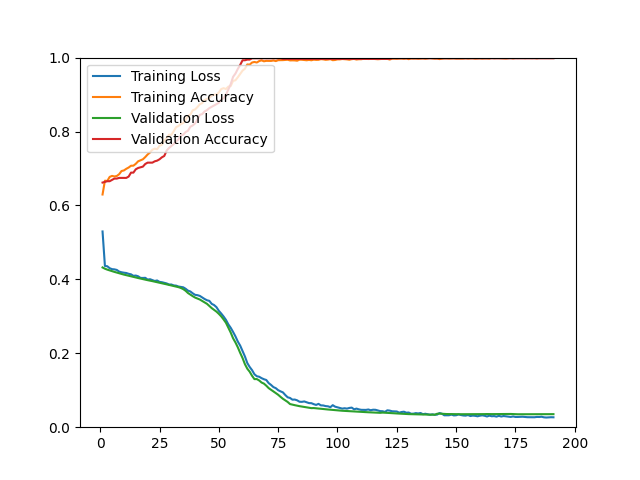 1.0
0.8
0.6
0.4
0.2
0.0
Training Loss
Training Accuracy
Validation Loss
Validation Accuracy
0 25 50 75 100 125 150 175 200